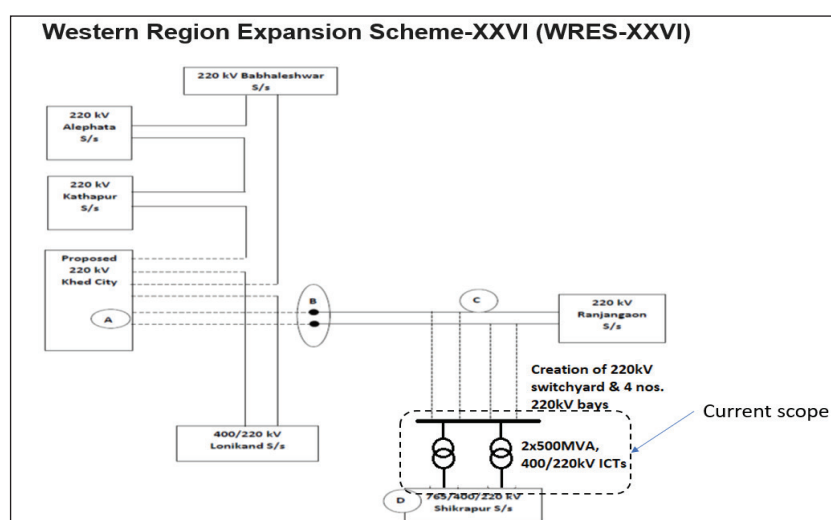 Western Region Expansion Scheme-XXVI (WRES-XXVI)
220 kV Babhaleshwar
S/s
220 kV
Alephata
S/s
220 kV
Kathapur
S/s
Proposed
220 kV
Khed City
A
B
C
220 kV
Ranjangaon
S/s
Creation of 220kV
switchyard & 4 nos.
220kV bays
Current scope
400/220 kV
Lonikand S/s
2x500MVA,
400/220kV ICTs
D
765/400/220 kV
Shikrapur S/s